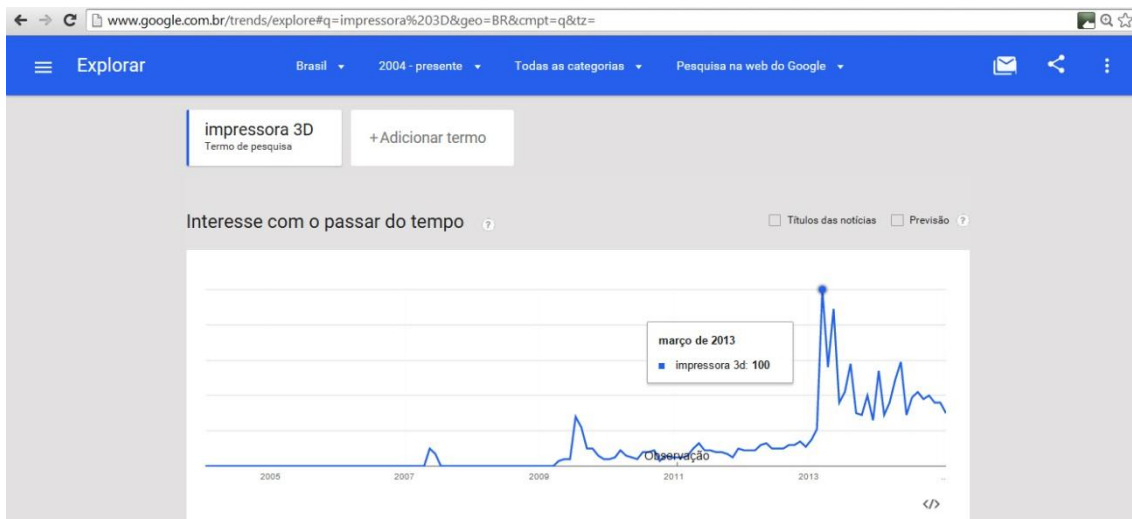 www.google.com.br/trends/explore#q=impressora%203D&geo=BR&cmpt=q&tz=
Explorar Brasil 2004 - presente Todas as categorias Pesquisa na web do Google
impressora 3D
Termo de pesquisa
+Adicionar termo
Interesse com o passar do tempo ? Títulos das notícias Previsão ?
março de 2013
impressora 3d: 100
Observação
2005 2007 2009 2011 2013 ..
</>